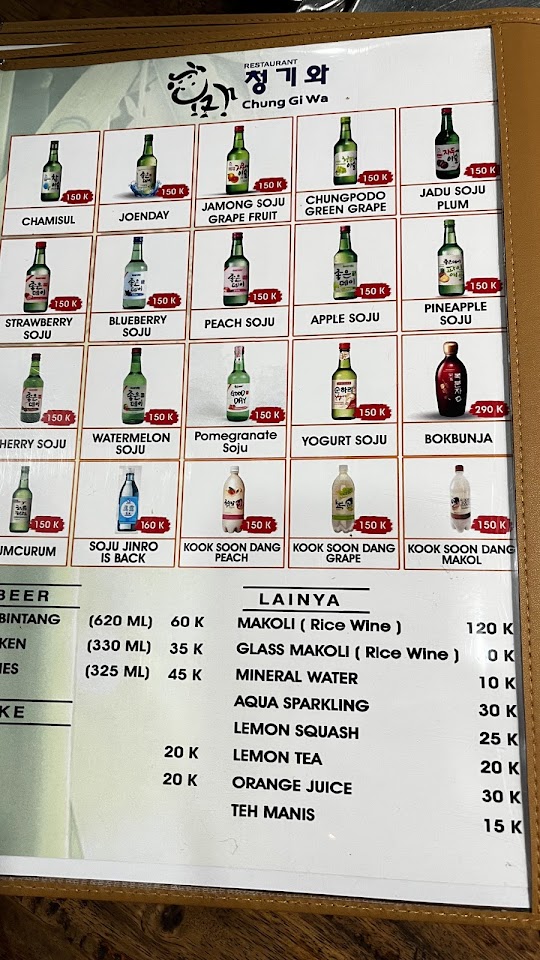 RESTAURANT
청기와
Chung Gi Wa
150 K
150 K
150 K
150 K
150 K
CHAMISUL
JOENDAY
JAMONG SOJU
GRAPE FRUIT
CHUNGPODO
GREEN GRAPE
JADU SOJU
PLUM
150 K
150 K
150 K
150 K
150 K
STRAWBERRY
SOJU
BLUEBERRY
SOJU
PEACH SOJU
APPLE SOJU
PINEAPPLE
SOJU
150 K
150 K
150 K
150 K
290 K
HERRY SOJU
WATERMELON
SOJU
Pomegranate
Soju
YOGURT SOJU
BOKBUNJA
150 K
160 K
150 K
150 K
150 K
UMCURUM
SOJU JINRO
IS BACK
KOOK SOON DANG
PEACH
KOOK SOON DANG
GRAPE
KOOK SOON DANG
MAKOL
BEER
BINTANG (620 ML) 60 K
KEN (330 ML) 35 K
IES (325 ML) 45 K
KE
20 K
20 K
LAINYA
MAKOLI ( Rice Wine ) 120 K
GLASS MAKOLI ( Rice Wine ) 0 K
MINERAL WATER 10 K
AQUA SPARKLING 30 K
LEMON SQUASH 25 K
LEMON TEA 20 K
ORANGE JUICE 30 K
TEH MANIS 15 K